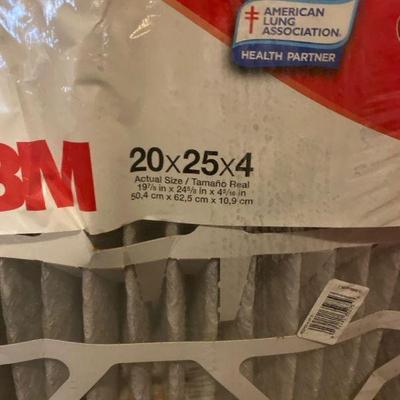 AMERICAN
LUNG
ASSOCIATION®
HEALTH PARTNER
3M
20x25x4
Actual Size / Tamaño Real
19⅞ in x 24⅝ in x 4⁵⁄₁₆ in
50,4 cm x 62,5 cm x 10,9 cm